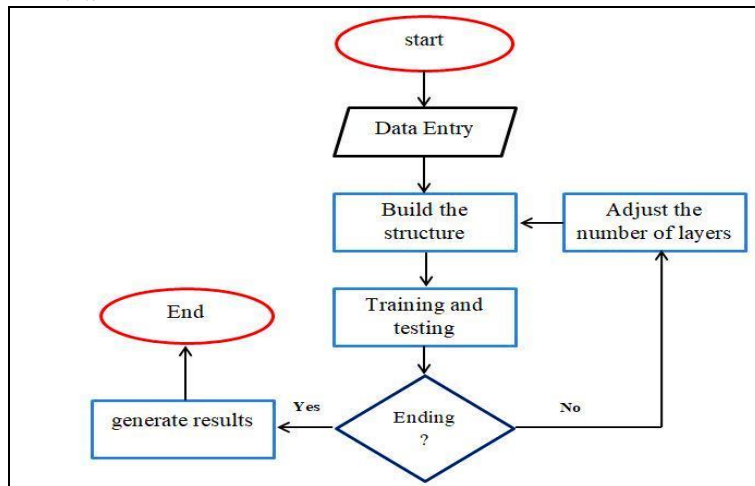 start
Data Entry
Build the
structure
Adjust the
number of layers
Training and
testing
End
Ending
?
Yes
No
generate results